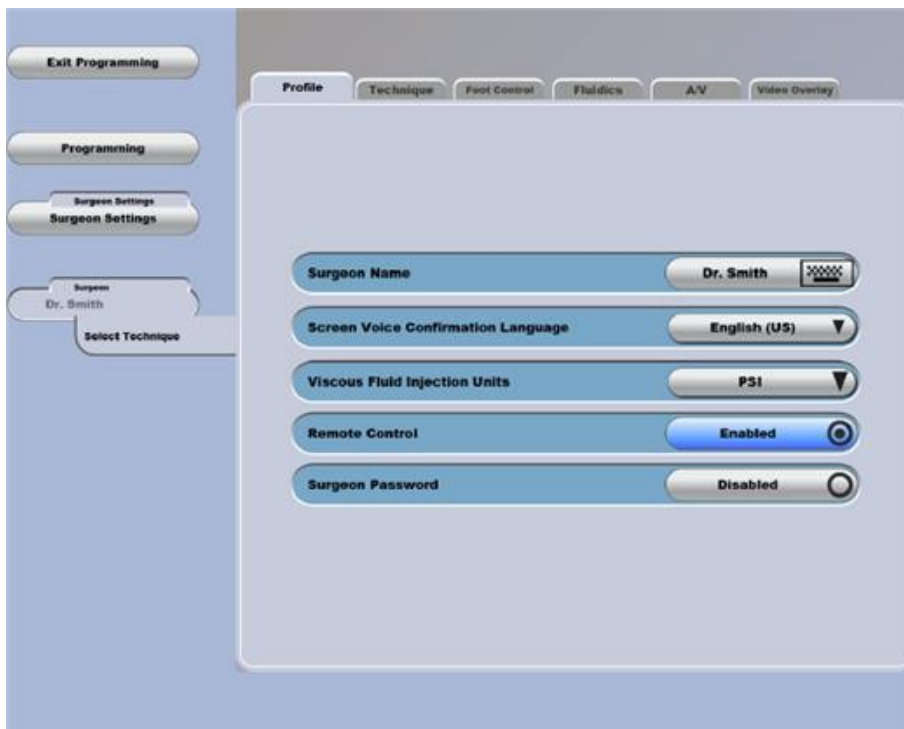 Exit Programming
Profile
Technique
Foot Control
Fluidics
A/V
Video Overlay
Programming
Surgeon Settings
Surgeon Settings
Surgeon
Dr. Smith
Select Technique
Surgeon Name
Dr. Smith
Screen Voice Confirmation Language
English (US)
Viscous Fluid Injection Units
PSI
Remote Control
Enabled
Surgeon Password
Disabled